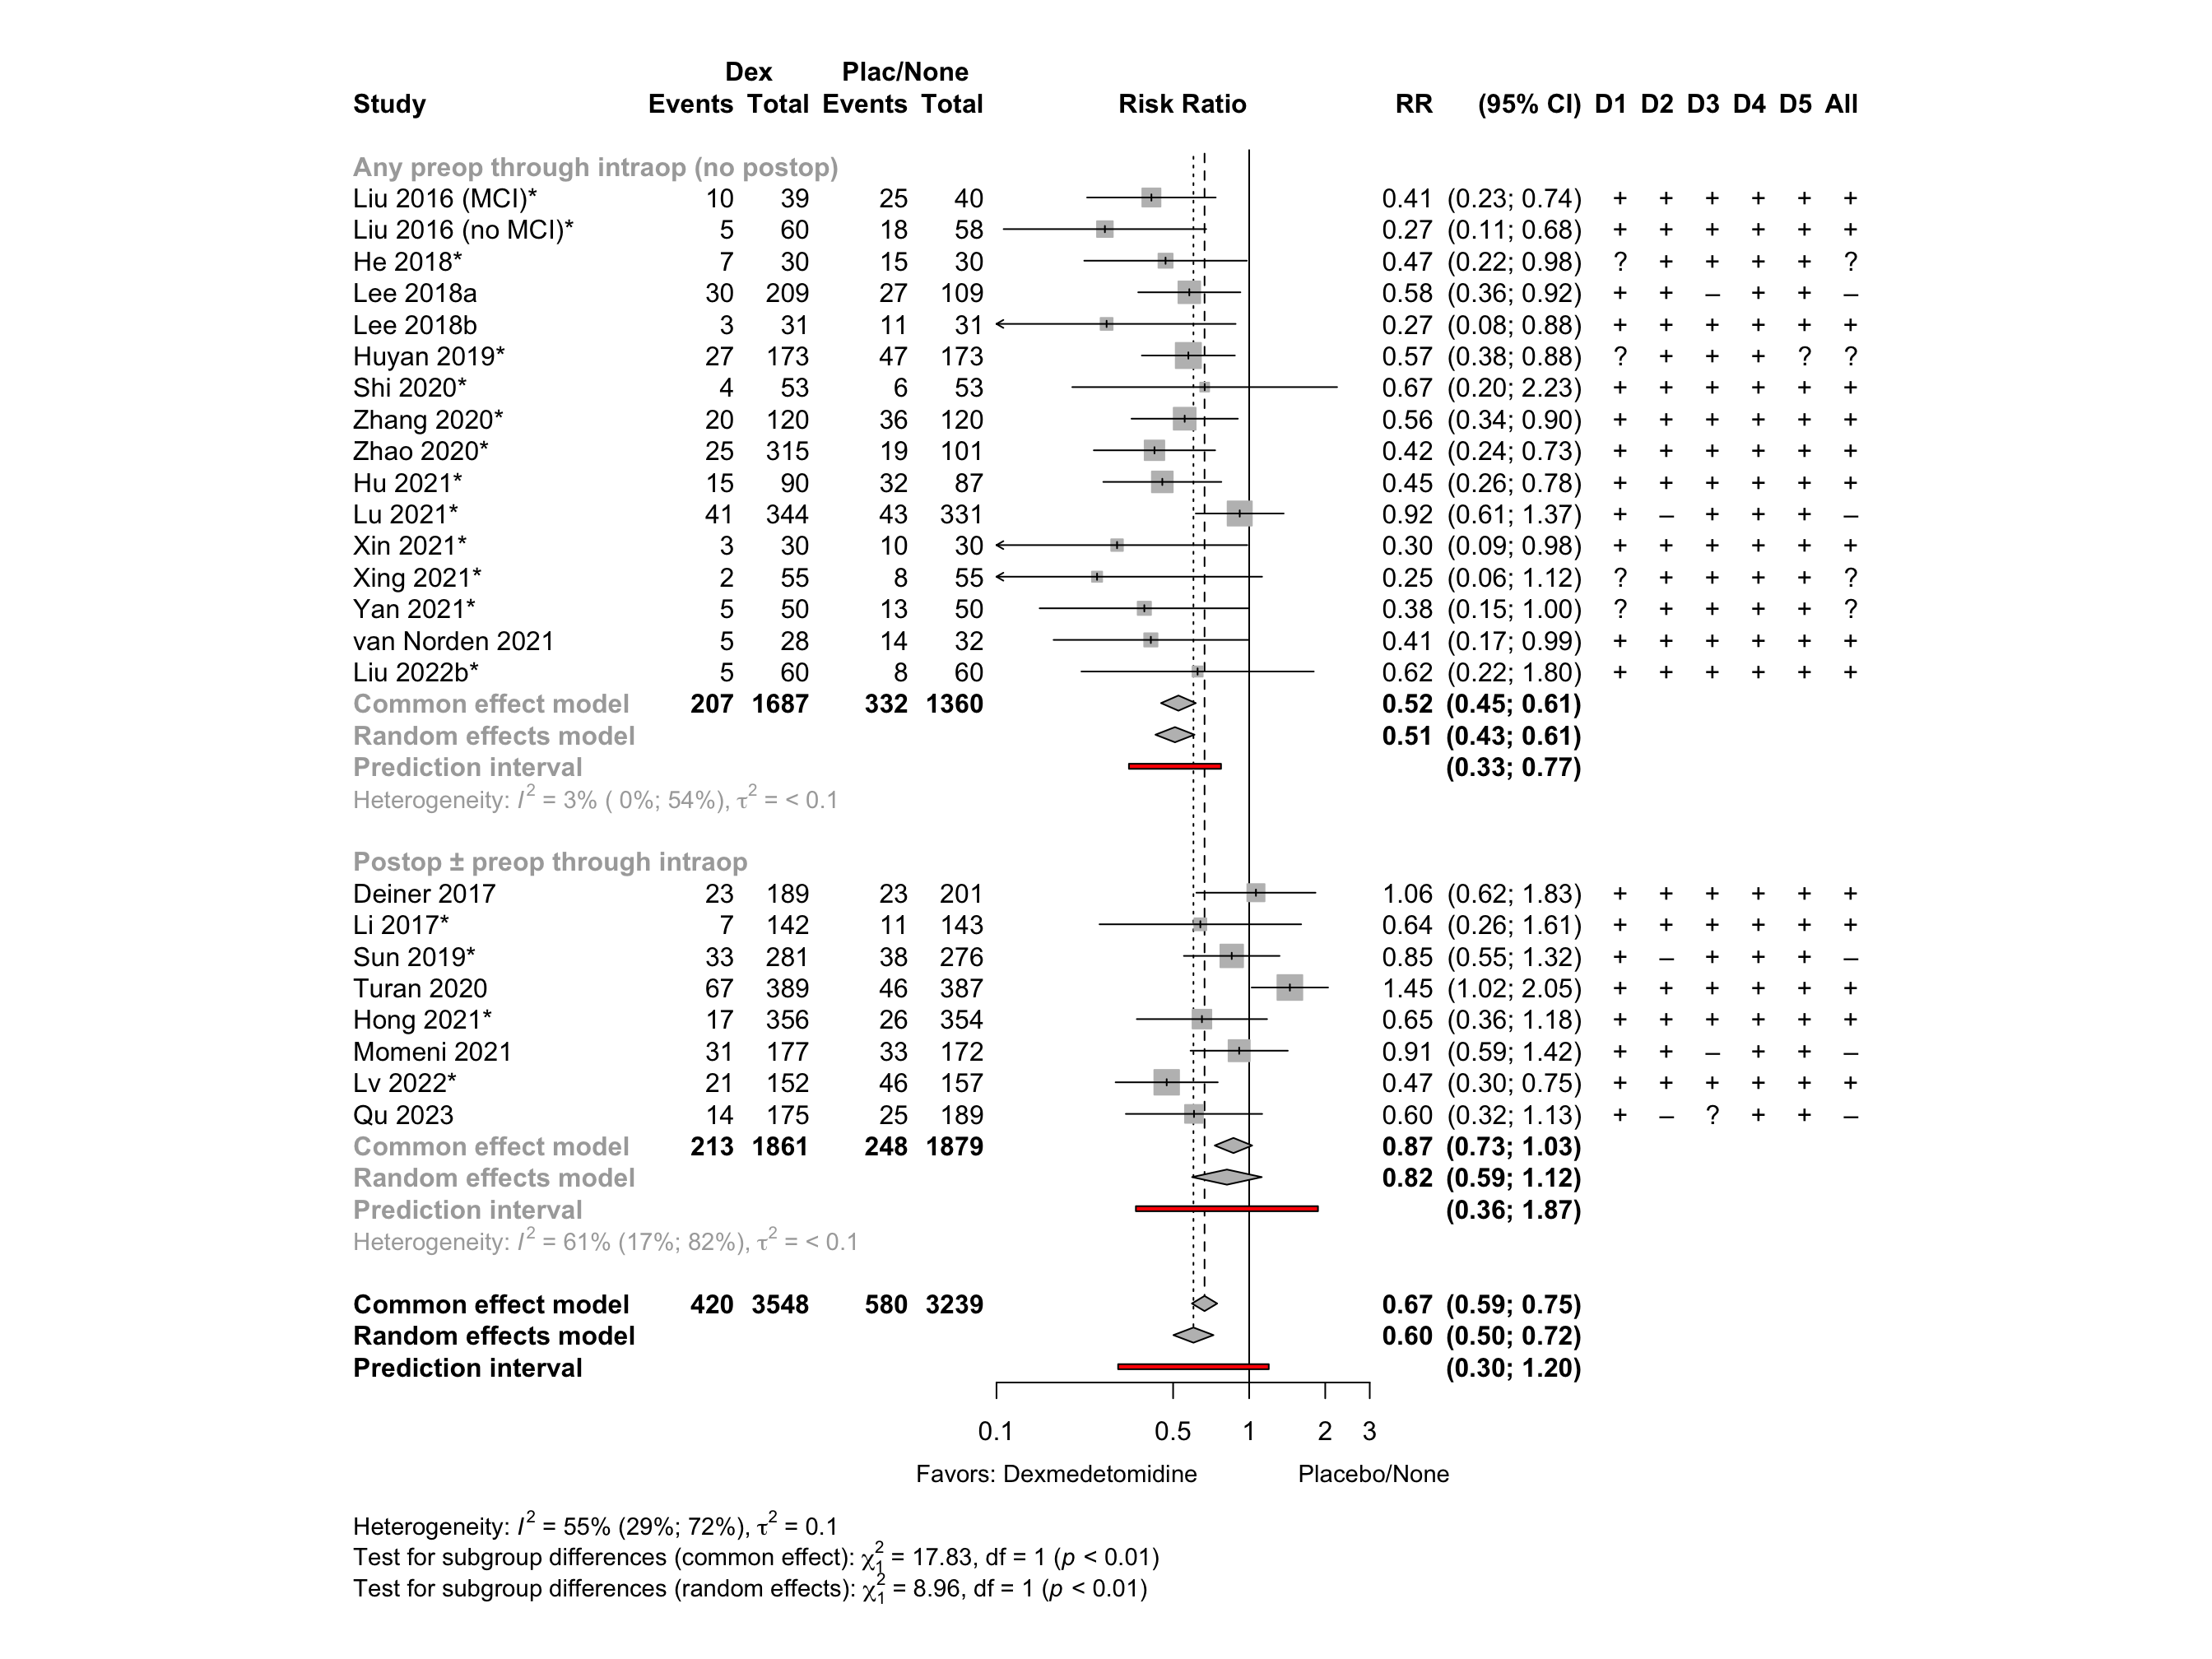 Dex Plac/None
Study Events Total Events Total Risk Ratio RR (95% CI) D1 D2 D3 D4 D5 All
Any preop through intraop (no postop)
Liu 2016 (MCI)* 10 39 25 40 0.41 (0.23; 0.74) + + + + + +
Liu 2016 (no MCI)* 5 60 18 58 0.27 (0.11; 0.68) + + + + + +
He 2018* 7 30 15 30 0.47 (0.22; 0.98) ? + + + + ?
Lee 2018a 30 209 27 109 0.58 (0.36; 0.92) + + – + + –
Lee 2018b 3 31 11 31 0.27 (0.08; 0.88) + + + + + +
Huyan 2019* 27 173 47 173 0.57 (0.38; 0.88) ? + + + ? ?
Shi 2020* 4 53 6 53 0.67 (0.20; 2.23) + + + + + +
Zhang 2020* 20 120 36 120 0.56 (0.34; 0.90) + + + + + +
Zhao 2020* 25 315 19 101 0.42 (0.24; 0.73) + + + + + +
Hu 2021* 15 90 32 87 0.45 (0.26; 0.78) + + + + + +
Lu 2021* 41 344 43 331 0.92 (0.61; 1.37) + – + + + –
Xin 2021* 3 30 10 30 0.30 (0.09; 0.98) + + + + + +
Xing 2021* 2 55 8 55 0.25 (0.06; 1.12) ? + + + + ?
Yan 2021* 5 50 13 50 0.38 (0.15; 1.00) ? + + + + ?
van Norden 2021 5 28 14 32 0.41 (0.17; 0.99) + + + + + +
Liu 2022b* 5 60 8 60 0.62 (0.22; 1.80) + + + + + +
Common effect model 207 1687 332 1360 0.52 (0.45; 0.61)
Random effects model 0.51 (0.43; 0.61)
Prediction interval (0.33; 0.77)
Heterogeneity: I² = 3% ( 0%; 54%), τ² = < 0.1
Postop ± preop through intraop
Deiner 2017 23 189 23 201 1.06 (0.62; 1.83) + + + + + +
Li 2017* 7 142 11 143 0.64 (0.26; 1.61) + + + + + +
Sun 2019* 33 281 38 276 0.85 (0.55; 1.32) + – + + + –
Turan 2020 67 389 46 387 1.45 (1.02; 2.05) + + + + + +
Hong 2021* 17 356 26 354 0.65 (0.36; 1.18) + + + + + +
Momeni 2021 31 177 33 172 0.91 (0.59; 1.42) + + – + + –
Lv 2022* 21 152 46 157 0.47 (0.30; 0.75) + + + + + +
Qu 2023 14 175 25 189 0.60 (0.32; 1.13) + – ? + + –
Common effect model 213 1861 248 1879 0.87 (0.73; 1.03)
Random effects model 0.82 (0.59; 1.12)
Prediction interval (0.36; 1.87)
Heterogeneity: I² = 61% (17%; 82%), τ² = < 0.1
Common effect model 420 3548 580 3239 0.67 (0.59; 0.75)
Random effects model 0.60 (0.50; 0.72)
Prediction interval (0.30; 1.20)
0.1 0.5 1 2 3
Favors: Dexmedetomidine Placebo/None
Heterogeneity: I² = 55% (29%; 72%), τ² = 0.1
Test for subgroup differences (common effect): χ²₁ = 17.83, df = 1 (p < 0.01)
Test for subgroup differences (random effects): χ²₁ = 8.96, df = 1 (p < 0.01)